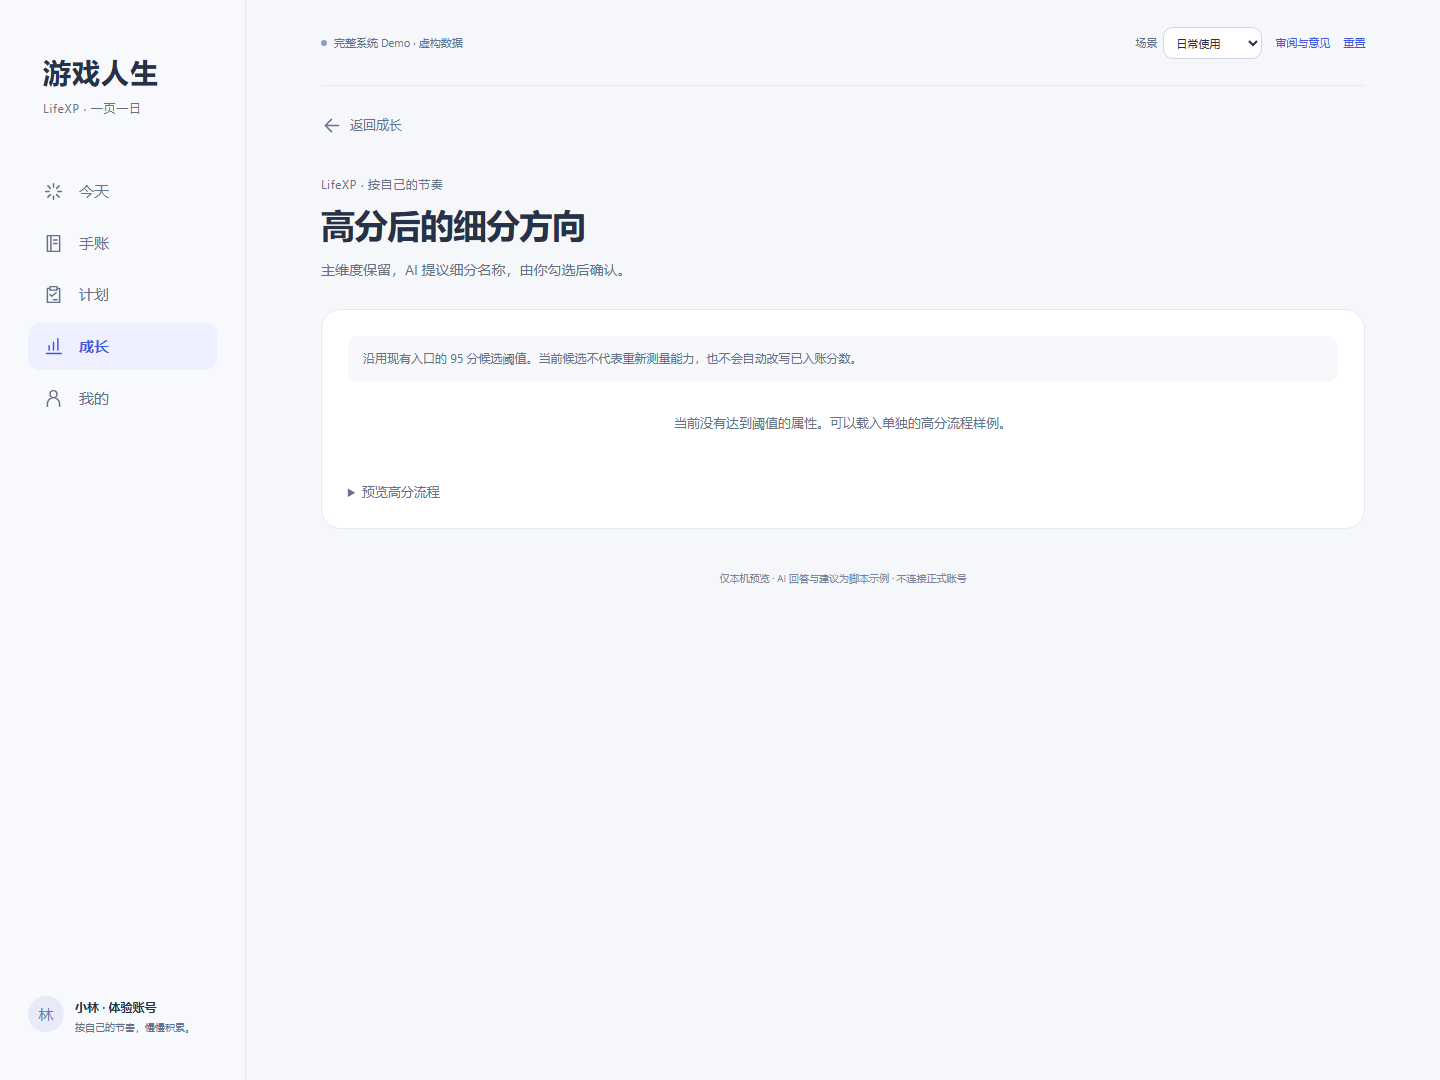 游戏人生
LifeXP · 一页一日
今天
手账
计划
成长
我的
林
小林 · 体验账号
按自己的节奏，慢慢积累。
完整系统 Demo · 虚构数据
场景
日常使用
审阅与意见
重置
返回成长
LifeXP · 按自己的节奏
高分后的细分方向
主维度保留，AI 提议细分名称，由你勾选后确认。
沿用现有入口的 95 分候选阈值。当前候选不代表重新测量能力，也不会自动改写已入账分数。
当前没有达到阈值的属性。可以载入单独的高分流程样例。
预览高分流程
仅本机预览 · AI 回答与建议为脚本示例 · 不连接正式账号